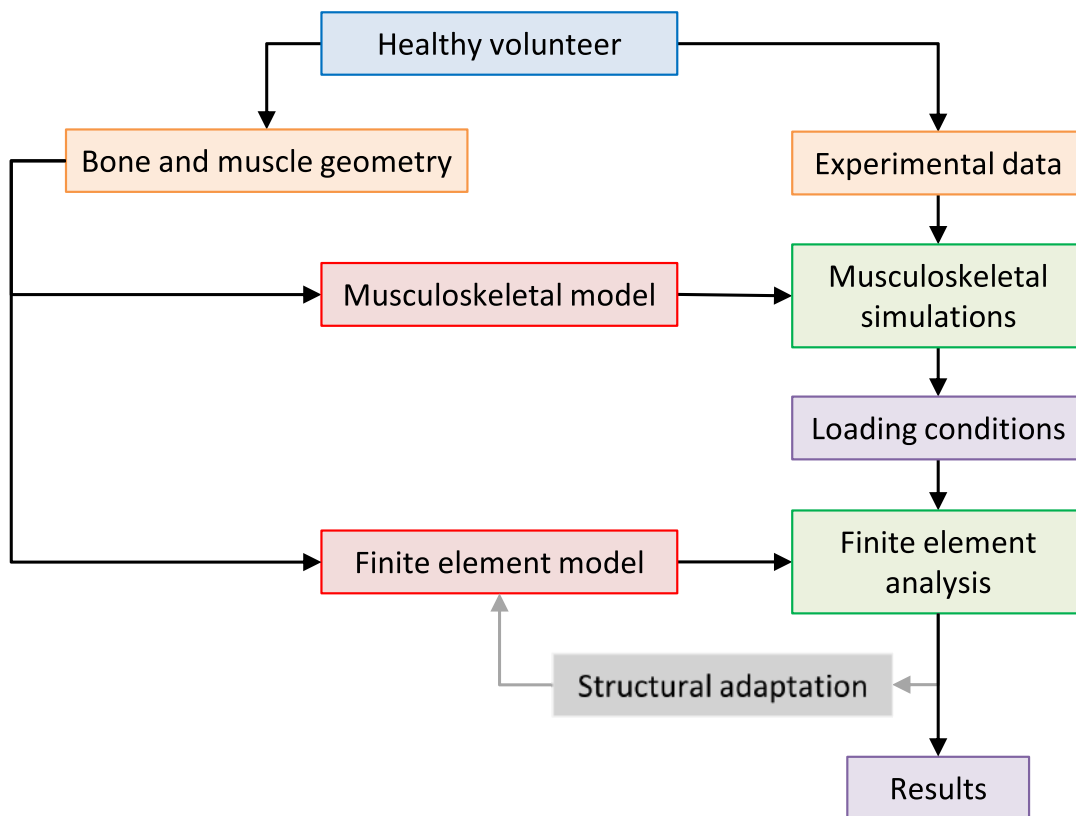 Healthy volunteer
Bone and muscle geometry
Experimental data
Musculoskeletal model
Musculoskeletal
simulations
Loading conditions
Finite element model
Finite element
analysis
Structural adaptation
Results